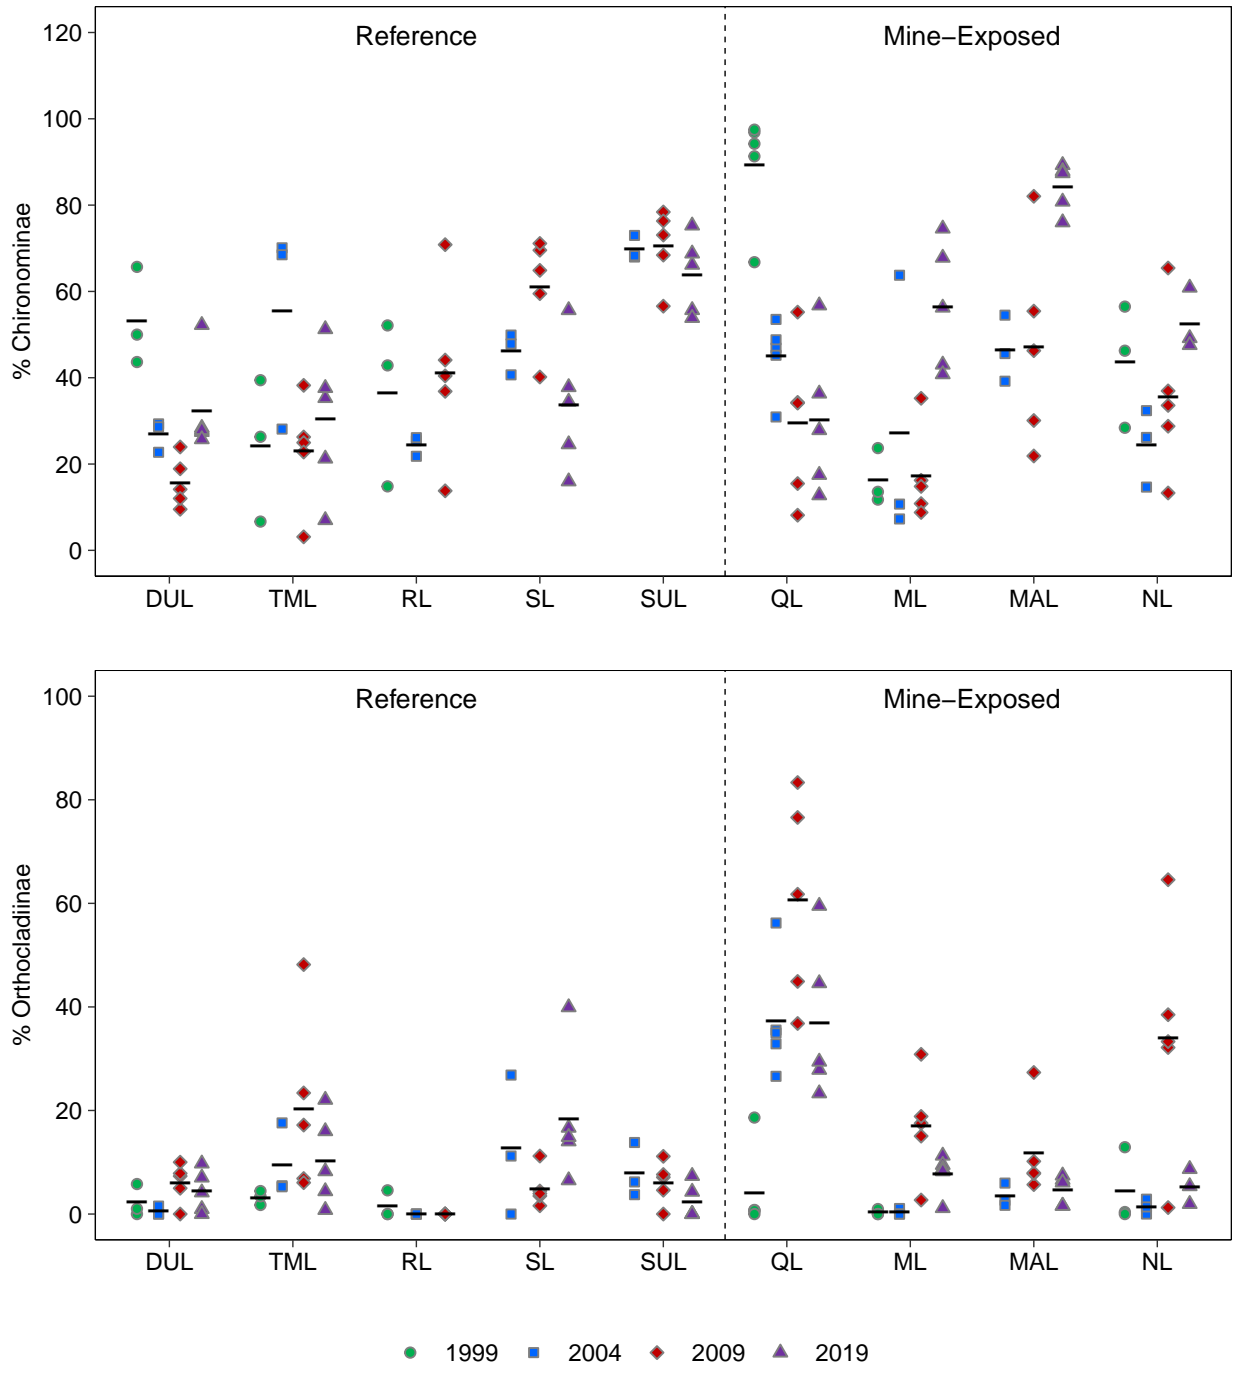 Reference Mine−Exposed
120
100
80
60
40
20
0
% Chironominae
DUL TML RL SL SUL QL ML MAL NL
Reference Mine−Exposed
100
80
60
40
20
0
% Orthocladiinae
DUL TML RL SL SUL QL ML MAL NL
1999 2004 2009 2019